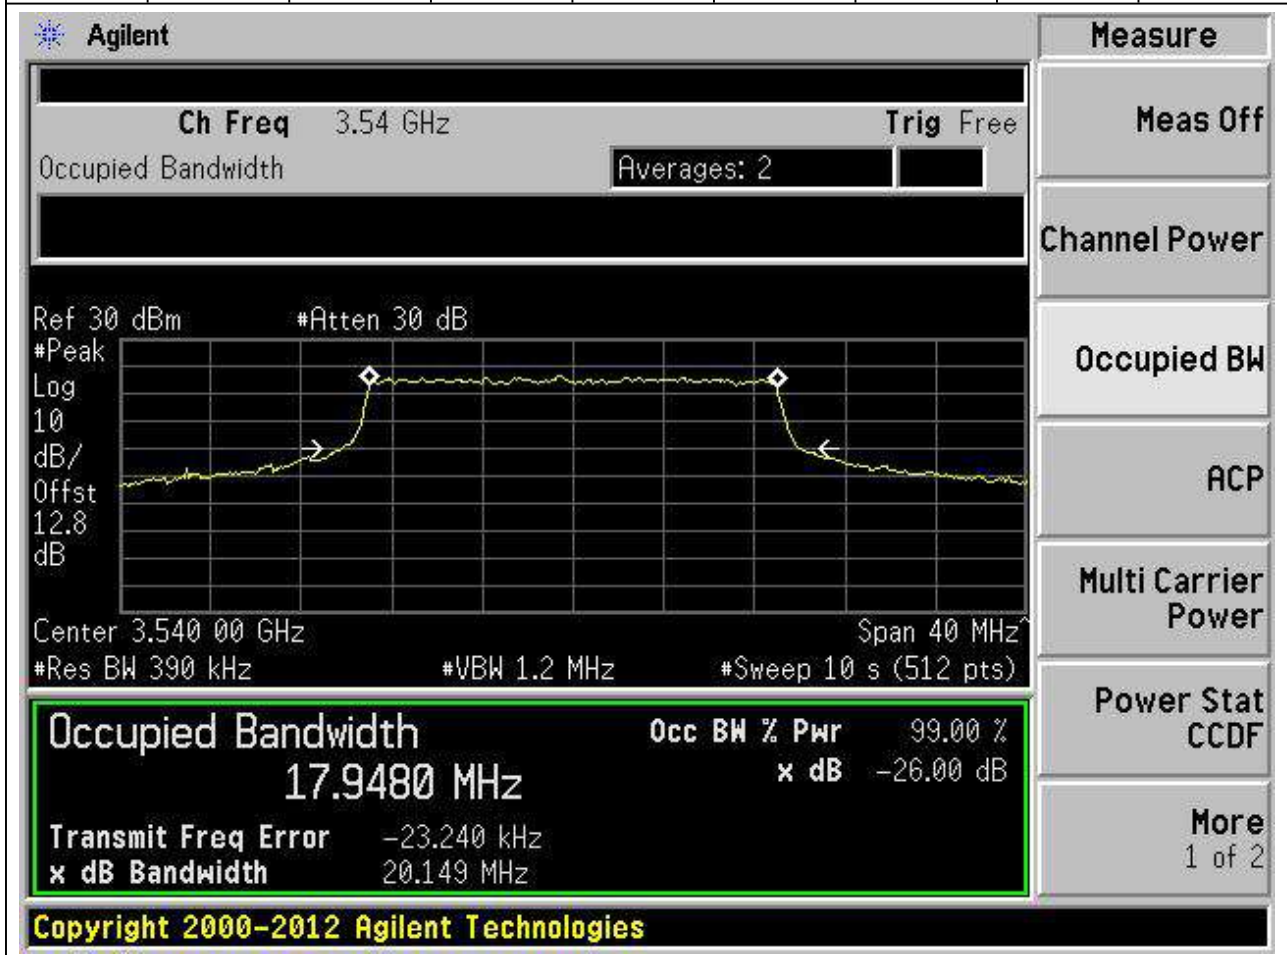 Agilent
Measure
Ch Freq 3.54 GHz Trig Free
Meas Off
Occupied Bandwidth Averages: 2
Channel Power
Ref 30 dBm #Atten 30 dB
#Peak
Log
10
dB/
Offst
12.8
dB
Occupied BW
ACP
Center 3.540 00 GHz Span 40 MHz^
#Res BW 390 kHz #VBW 1.2 MHz #Sweep 10 s (512 pts)
Multi Carrier
Power
Occupied Bandwidth Occ BW % Pwr 99.00 %
17.9480 MHz x dB -26.00 dB
Power Stat
CCDF
Transmit Freq Error -23.240 kHz
x dB Bandwidth 20.149 MHz
More
1 of 2
Copyright 2000-2012 Agilent Technologies